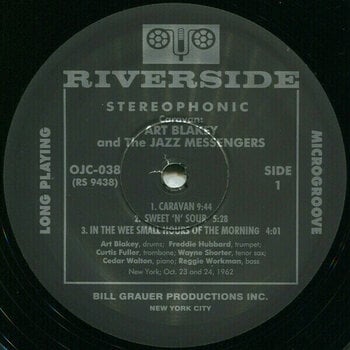 RIVERSIDE
STEREOPHONIC
Caravan:
ART BLAKEY
and The JAZZ MESSENGERS
LONG PLAYING
MICROGROOVE
OJC-038
(RS 9438)
SIDE
1
1. CARAVAN 9:44
2. SWEET 'N' SOUR 5:28
3. IN THE WEE SMALL HOURS OF THE MORNING 4:01
Art Blakey, drums; Freddie Hubbard, trumpet;
Curtis Fuller, trombone; Wayne Shorter, tenor sax;
Cedar Walton, piano; Reggie Workman, bass
New York; Oct. 23 and 24, 1962
BILL GRAUER PRODUCTIONS INC.
NEW YORK CITY